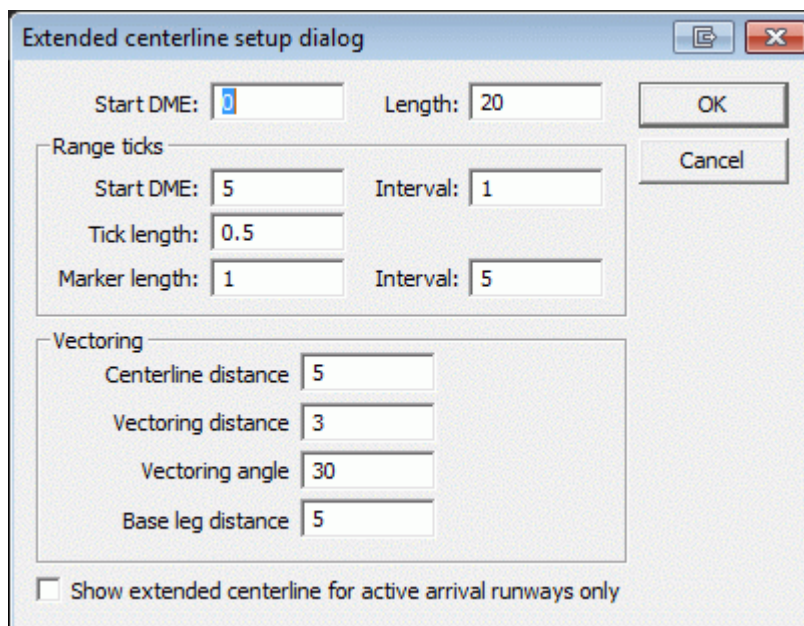 Extended centerline setup dialog
Start DME: 0 Length: 20 OK
Range ticks Cancel
Start DME: 5 Interval: 1
Tick length: 0.5
Marker length: 1 Interval: 5
Vectoring
Centerline distance 5
Vectoring distance 3
Vectoring angle 30
Base leg distance 5
Show extended centerline for active arrival runways only